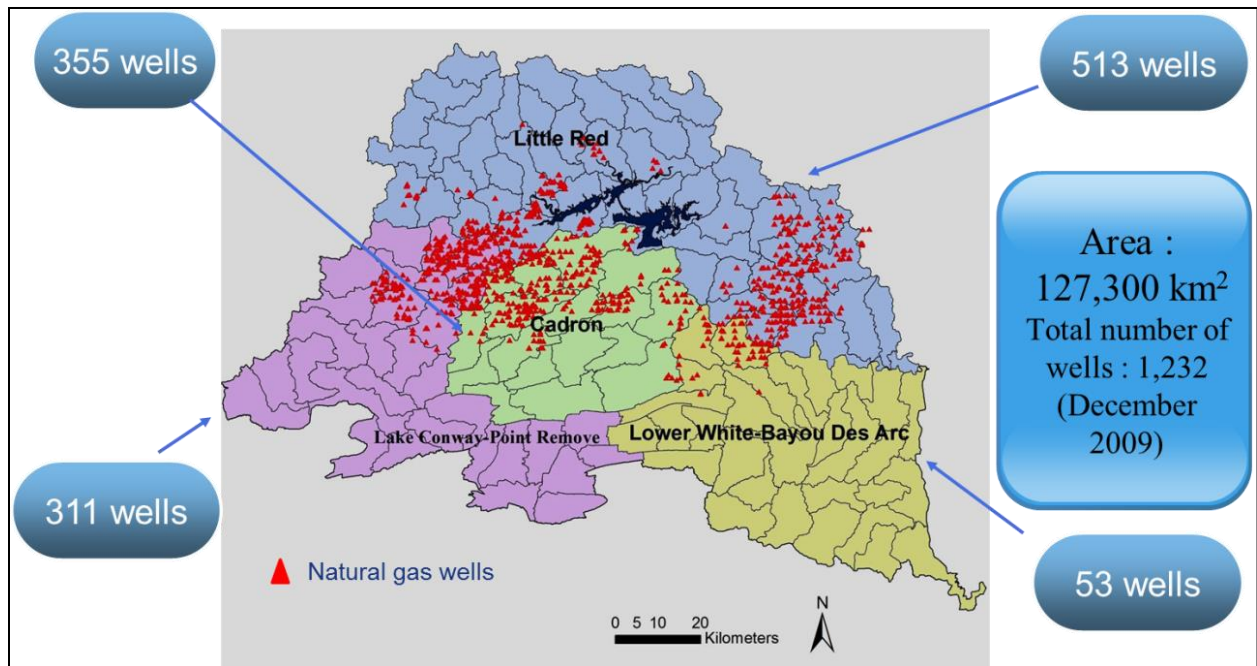 355 wells
513 wells
Little Red
Area :
127,300 km²
Total number of
wells : 1,232
(December
2009)
Cadron
Lake Conway-Point Remove
Lower White-Bayou Des Arc
311 wells
53 wells
Natural gas wells
N
0 5 10 20
Kilometers